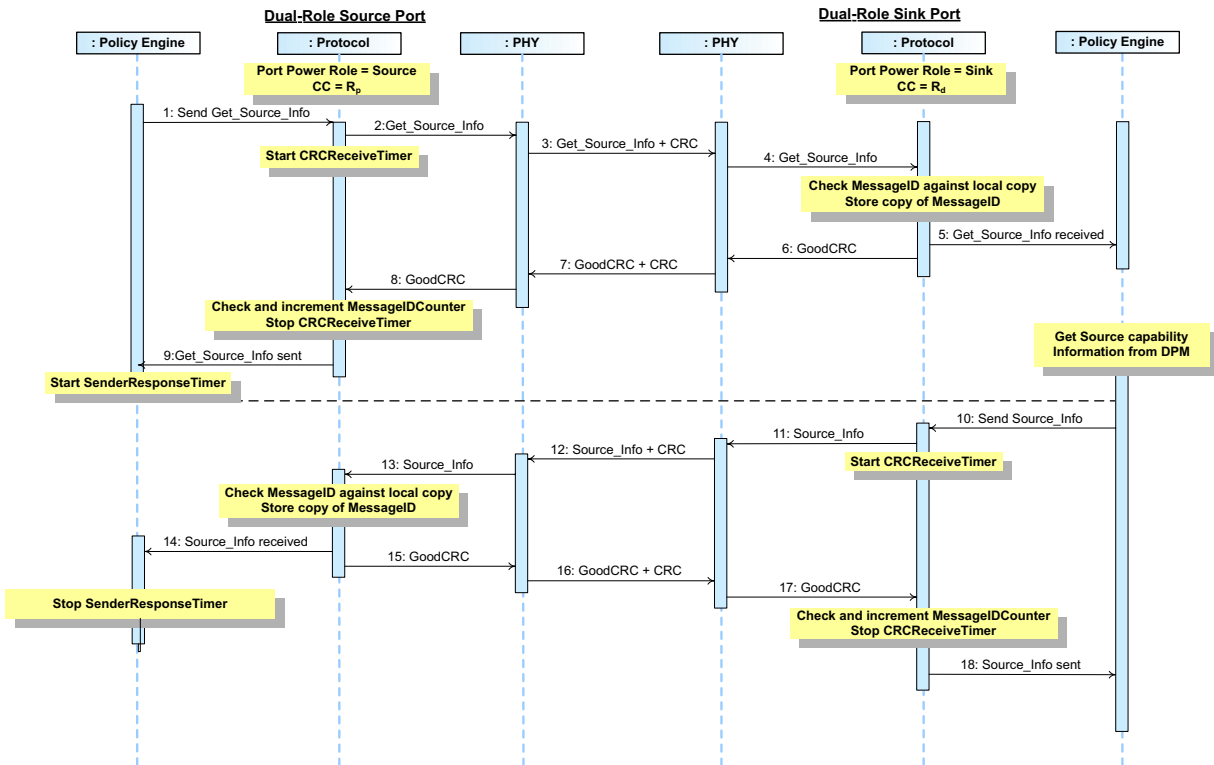 Dual-Role Source Port
Dual-Role Sink Port
: Policy Engine
: Protocol
: PHY
: PHY
: Protocol
: Policy Engine
Port Power Role = Source
CC = Rp
Port Power Role = Sink
CC = Rd
1: Send Get_Source_Info
2:Get_Source_Info
Start CRCReceiveTimer
3: Get_Source_Info + CRC
4: Get_Source_Info
Check MessageID against local copy
Store copy of MessageID
5: Get_Source_Info received
6: GoodCRC
7: GoodCRC + CRC
8: GoodCRC
Check and increment MessageIDCounter
Stop CRCReceiveTimer
9:Get_Source_Info sent
Start SenderResponseTimer
Get Source capability
Information from DPM
10: Send Source_Info
11: Source_Info
Start CRCReceiveTimer
12: Source_Info + CRC
13: Source_Info
Check MessageID against local copy
Store copy of MessageID
14: Source_Info received
15: GoodCRC
16: GoodCRC + CRC
17: GoodCRC
Stop SenderResponseTimer
Check and increment MessageIDCounter
Stop CRCReceiveTimer
18: Source_Info sent